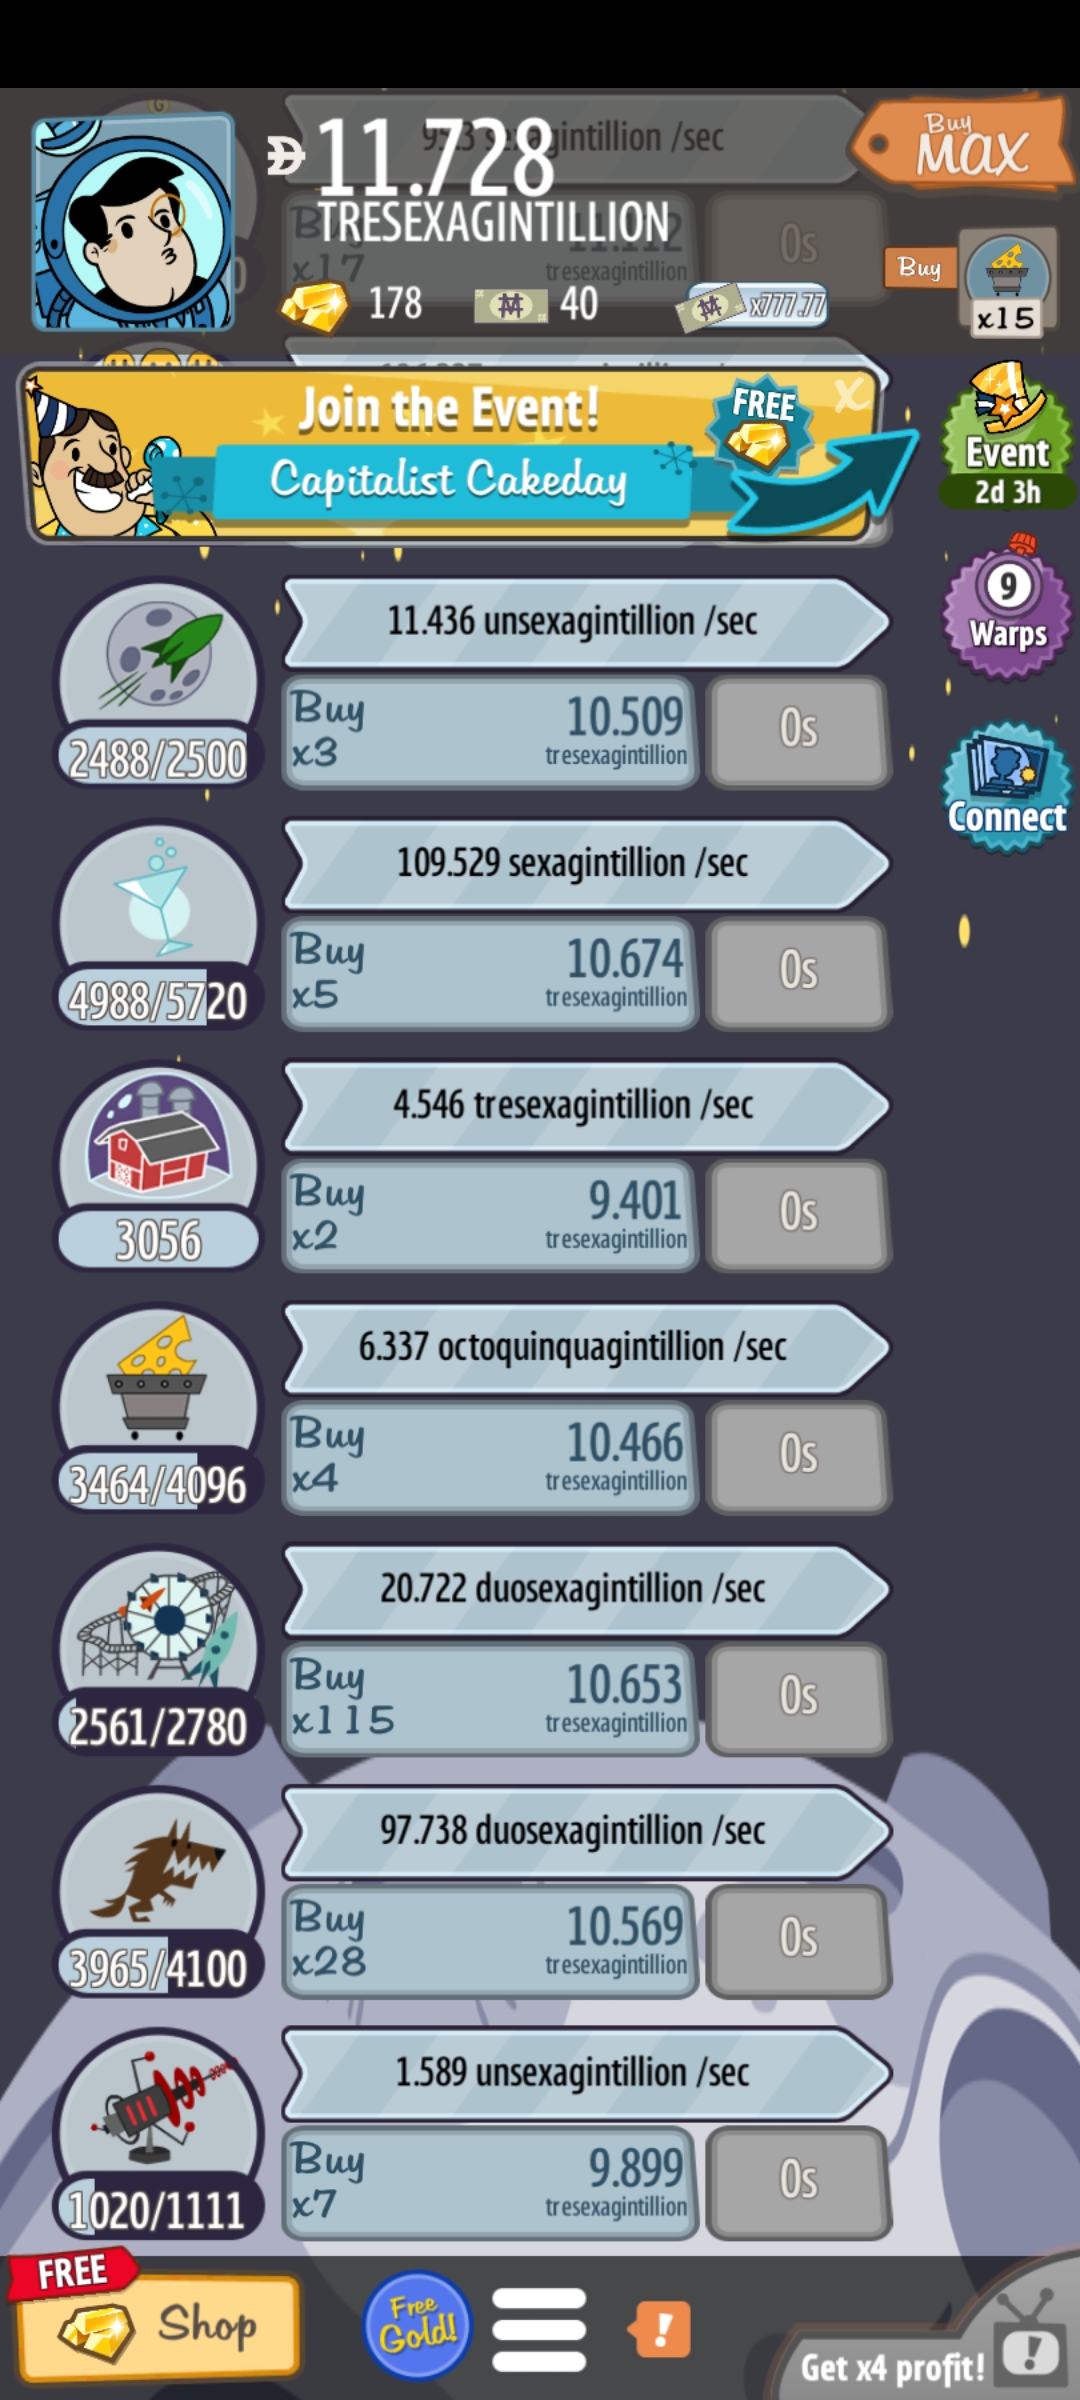 11.728
TRESEXAGINTILLION
Buy
MAX
178
40
x777.77
Buy
x15
x17
tresexagintillion
0s
Join the Event!
Capitalist Cakeday
FREE
X
Event
2d 3h
9
Warps
Connect
11.436 unsexagintillion /sec
2488/2500
Buy
x3
10.509
tresexagintillion
0s
109.529 sexagintillion /sec
4988/5720
Buy
x5
10.674
tresexagintillion
0s
4.546 tresexagintillion /sec
3056
Buy
x2
9.401
tresexagintillion
0s
6.337 octoquinquagintillion /sec
3464/4096
Buy
x4
10.466
tresexagintillion
0s
20.722 duosexagintillion /sec
2561/2780
Buy
x115
10.653
tresexagintillion
0s
97.738 duosexagintillion /sec
3965/4100
Buy
x28
10.569
tresexagintillion
0s
1.589 unsexagintillion /sec
1020/1111
Buy
x7
9.899
tresexagintillion
0s
FREE
Shop
Free
Gold!
!
Get x4 profit!
!